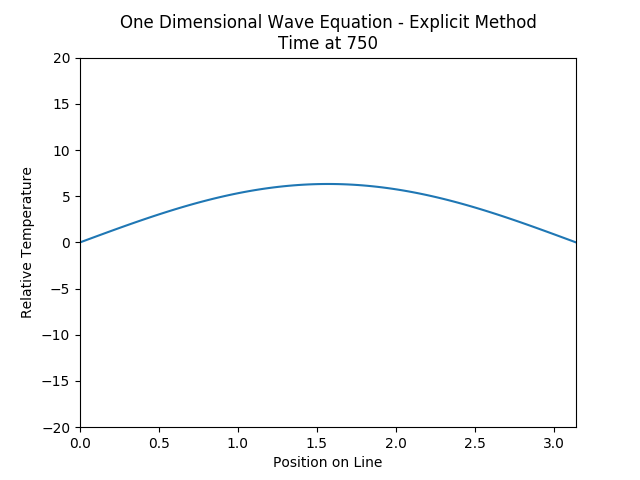 One Dimensional Wave Equation - Explicit Method
Time at 750
20
15
10
5
0
−5
−10
−15
−20
Relative Temperature
0.0 0.5 1.0 1.5 2.0 2.5 3.0
Position on Line